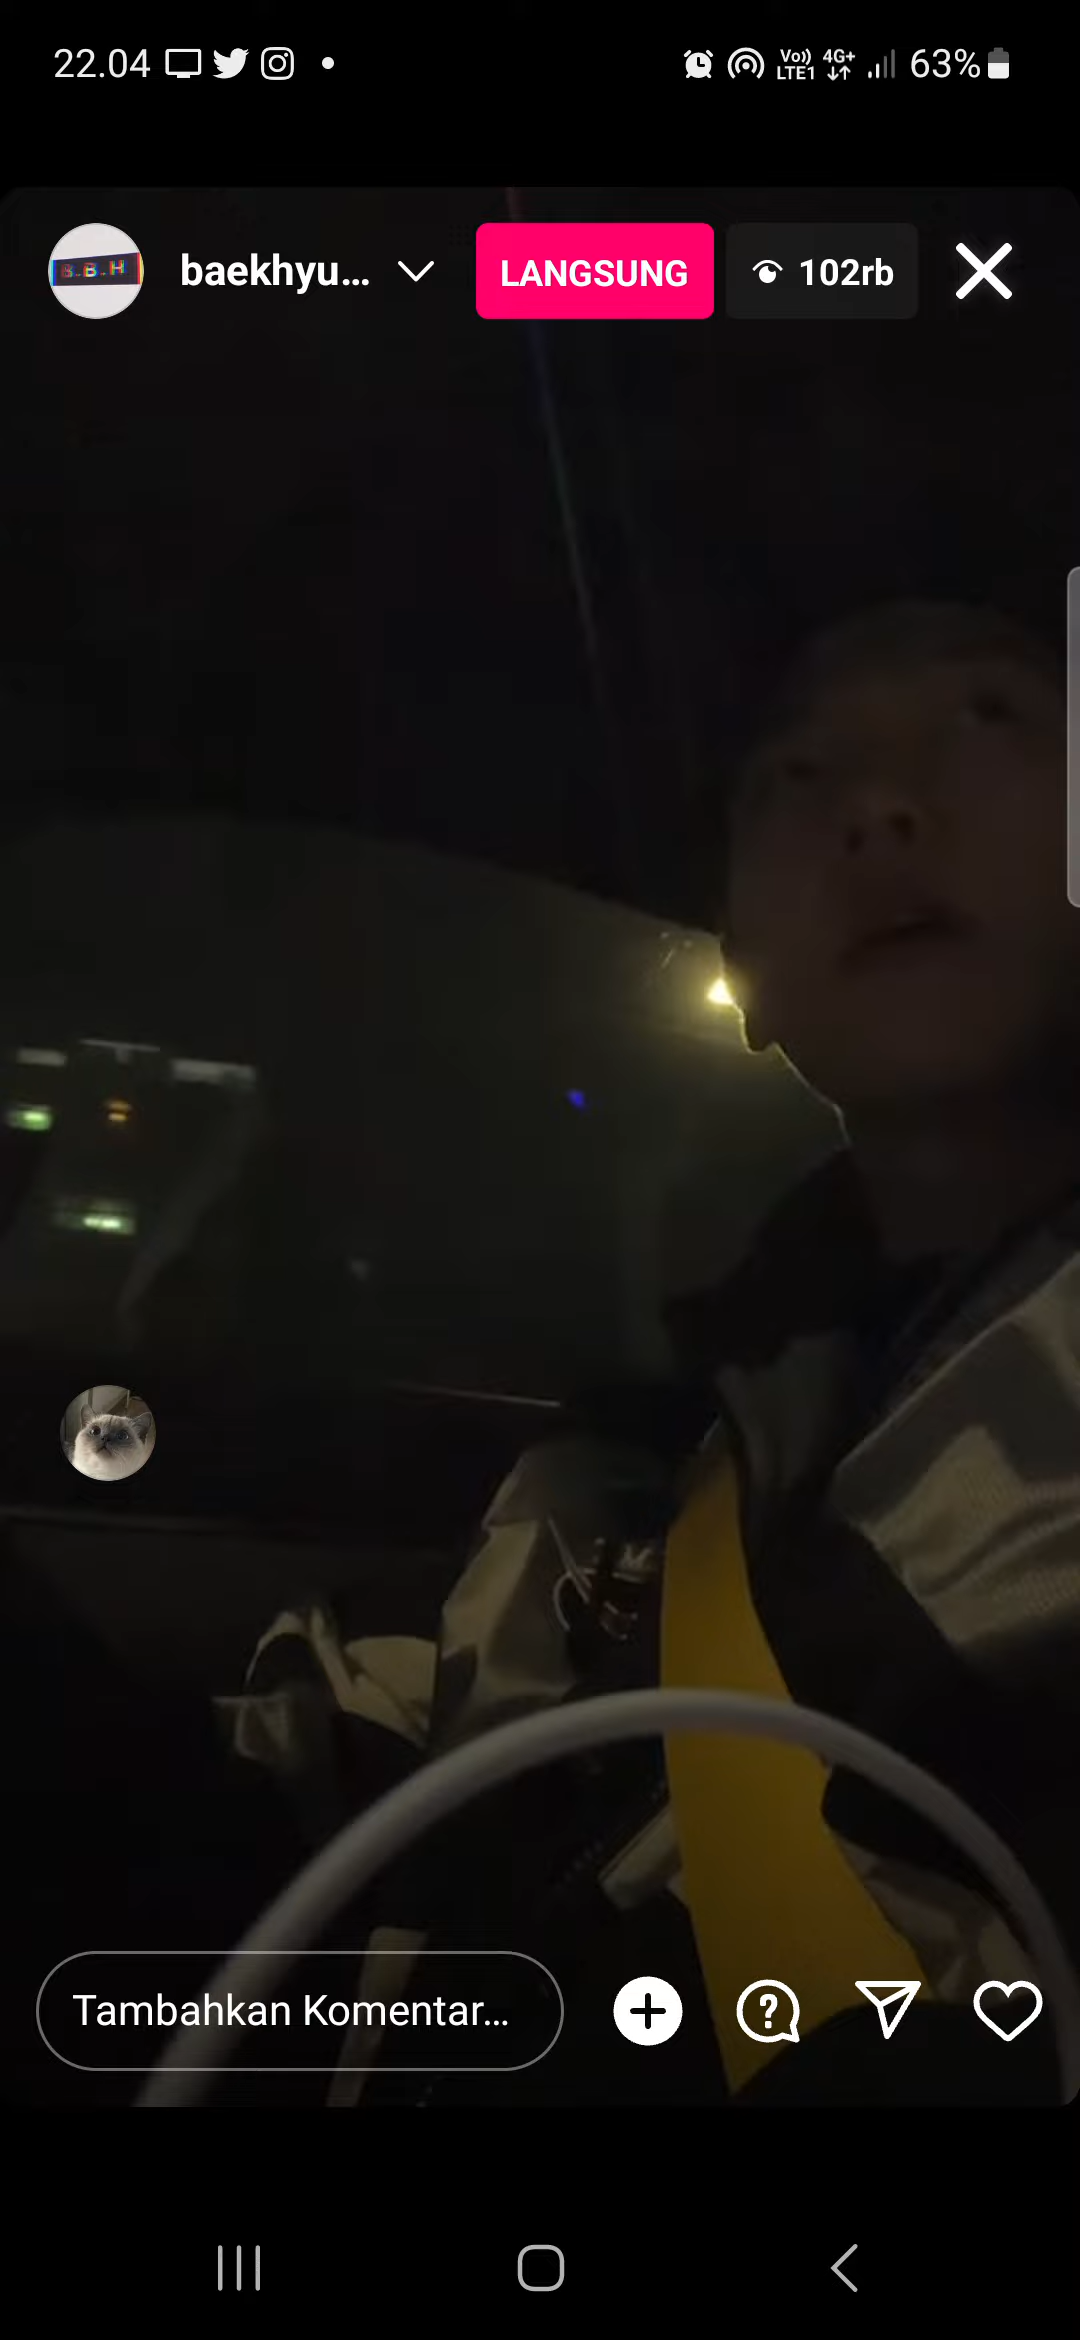 22.04
Vo)) LTE1 4G+ 63%
B.B.H
baekhyu...
LANGSUNG
102rb
Tambahkan Komentar...